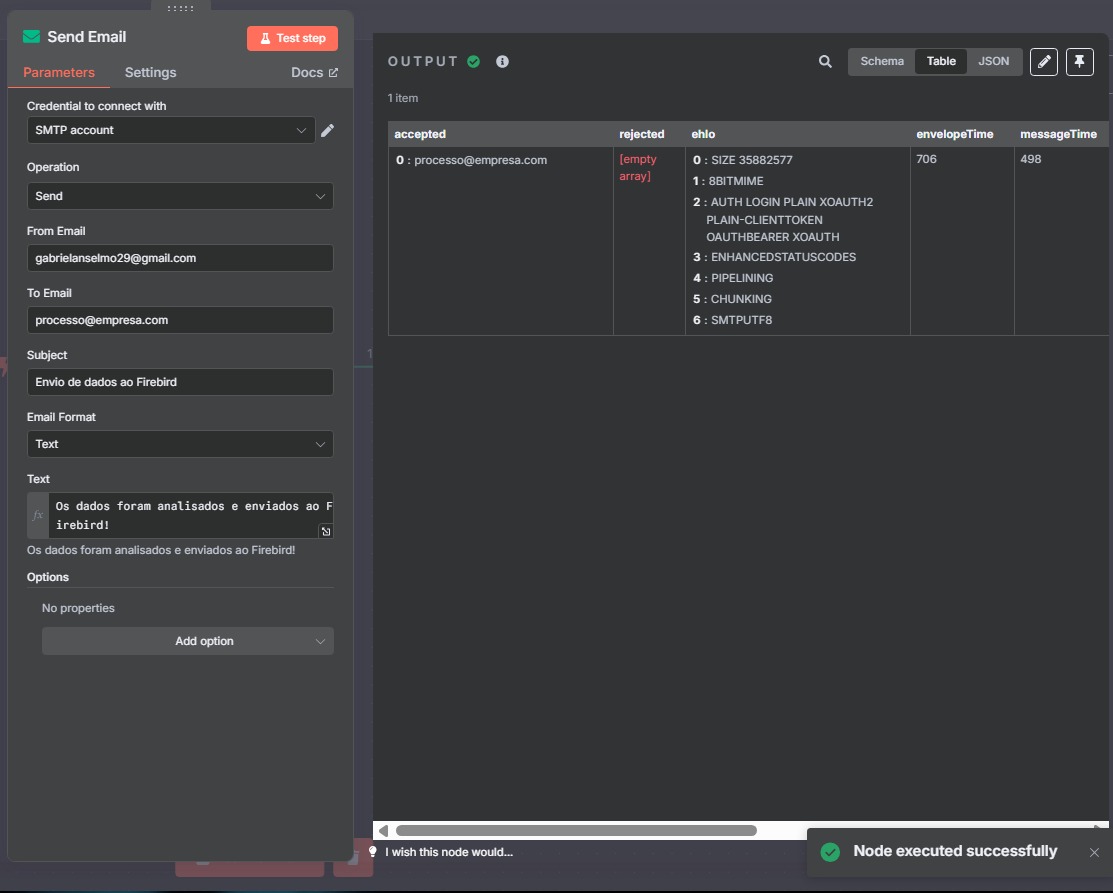 Send Email
Test step
Parameters
Settings
Docs
Credential to connect with
SMTP account
Operation
Send
From Email
gabrielanselmo29@gmail.com
To Email
processo@empresa.com
Subject
Envio de dados ao Firebird
Email Format
Text
Text
fx
Os dados foram analisados e enviados ao F
irebird!
Os dados foram analisados e enviados ao Firebird!
Options
No properties
Add option
1
OUTPUT
Schema
Table
JSON
1 item
accepted
rejected
ehlo
envelopeTime
messageTime
0 : processo@empresa.com
[empty
array]
0 : SIZE 35882577
1 : 8BITMIME
2 : AUTH LOGIN PLAIN XOAUTH2
PLAIN-CLIENTTOKEN
OAUTHBEARER XOAUTH
3 : ENHANCEDSTATUSCODES
4 : PIPELINING
5 : CHUNKING
6 : SMTPUTF8
706
498
I wish this node would...
Node executed successfully